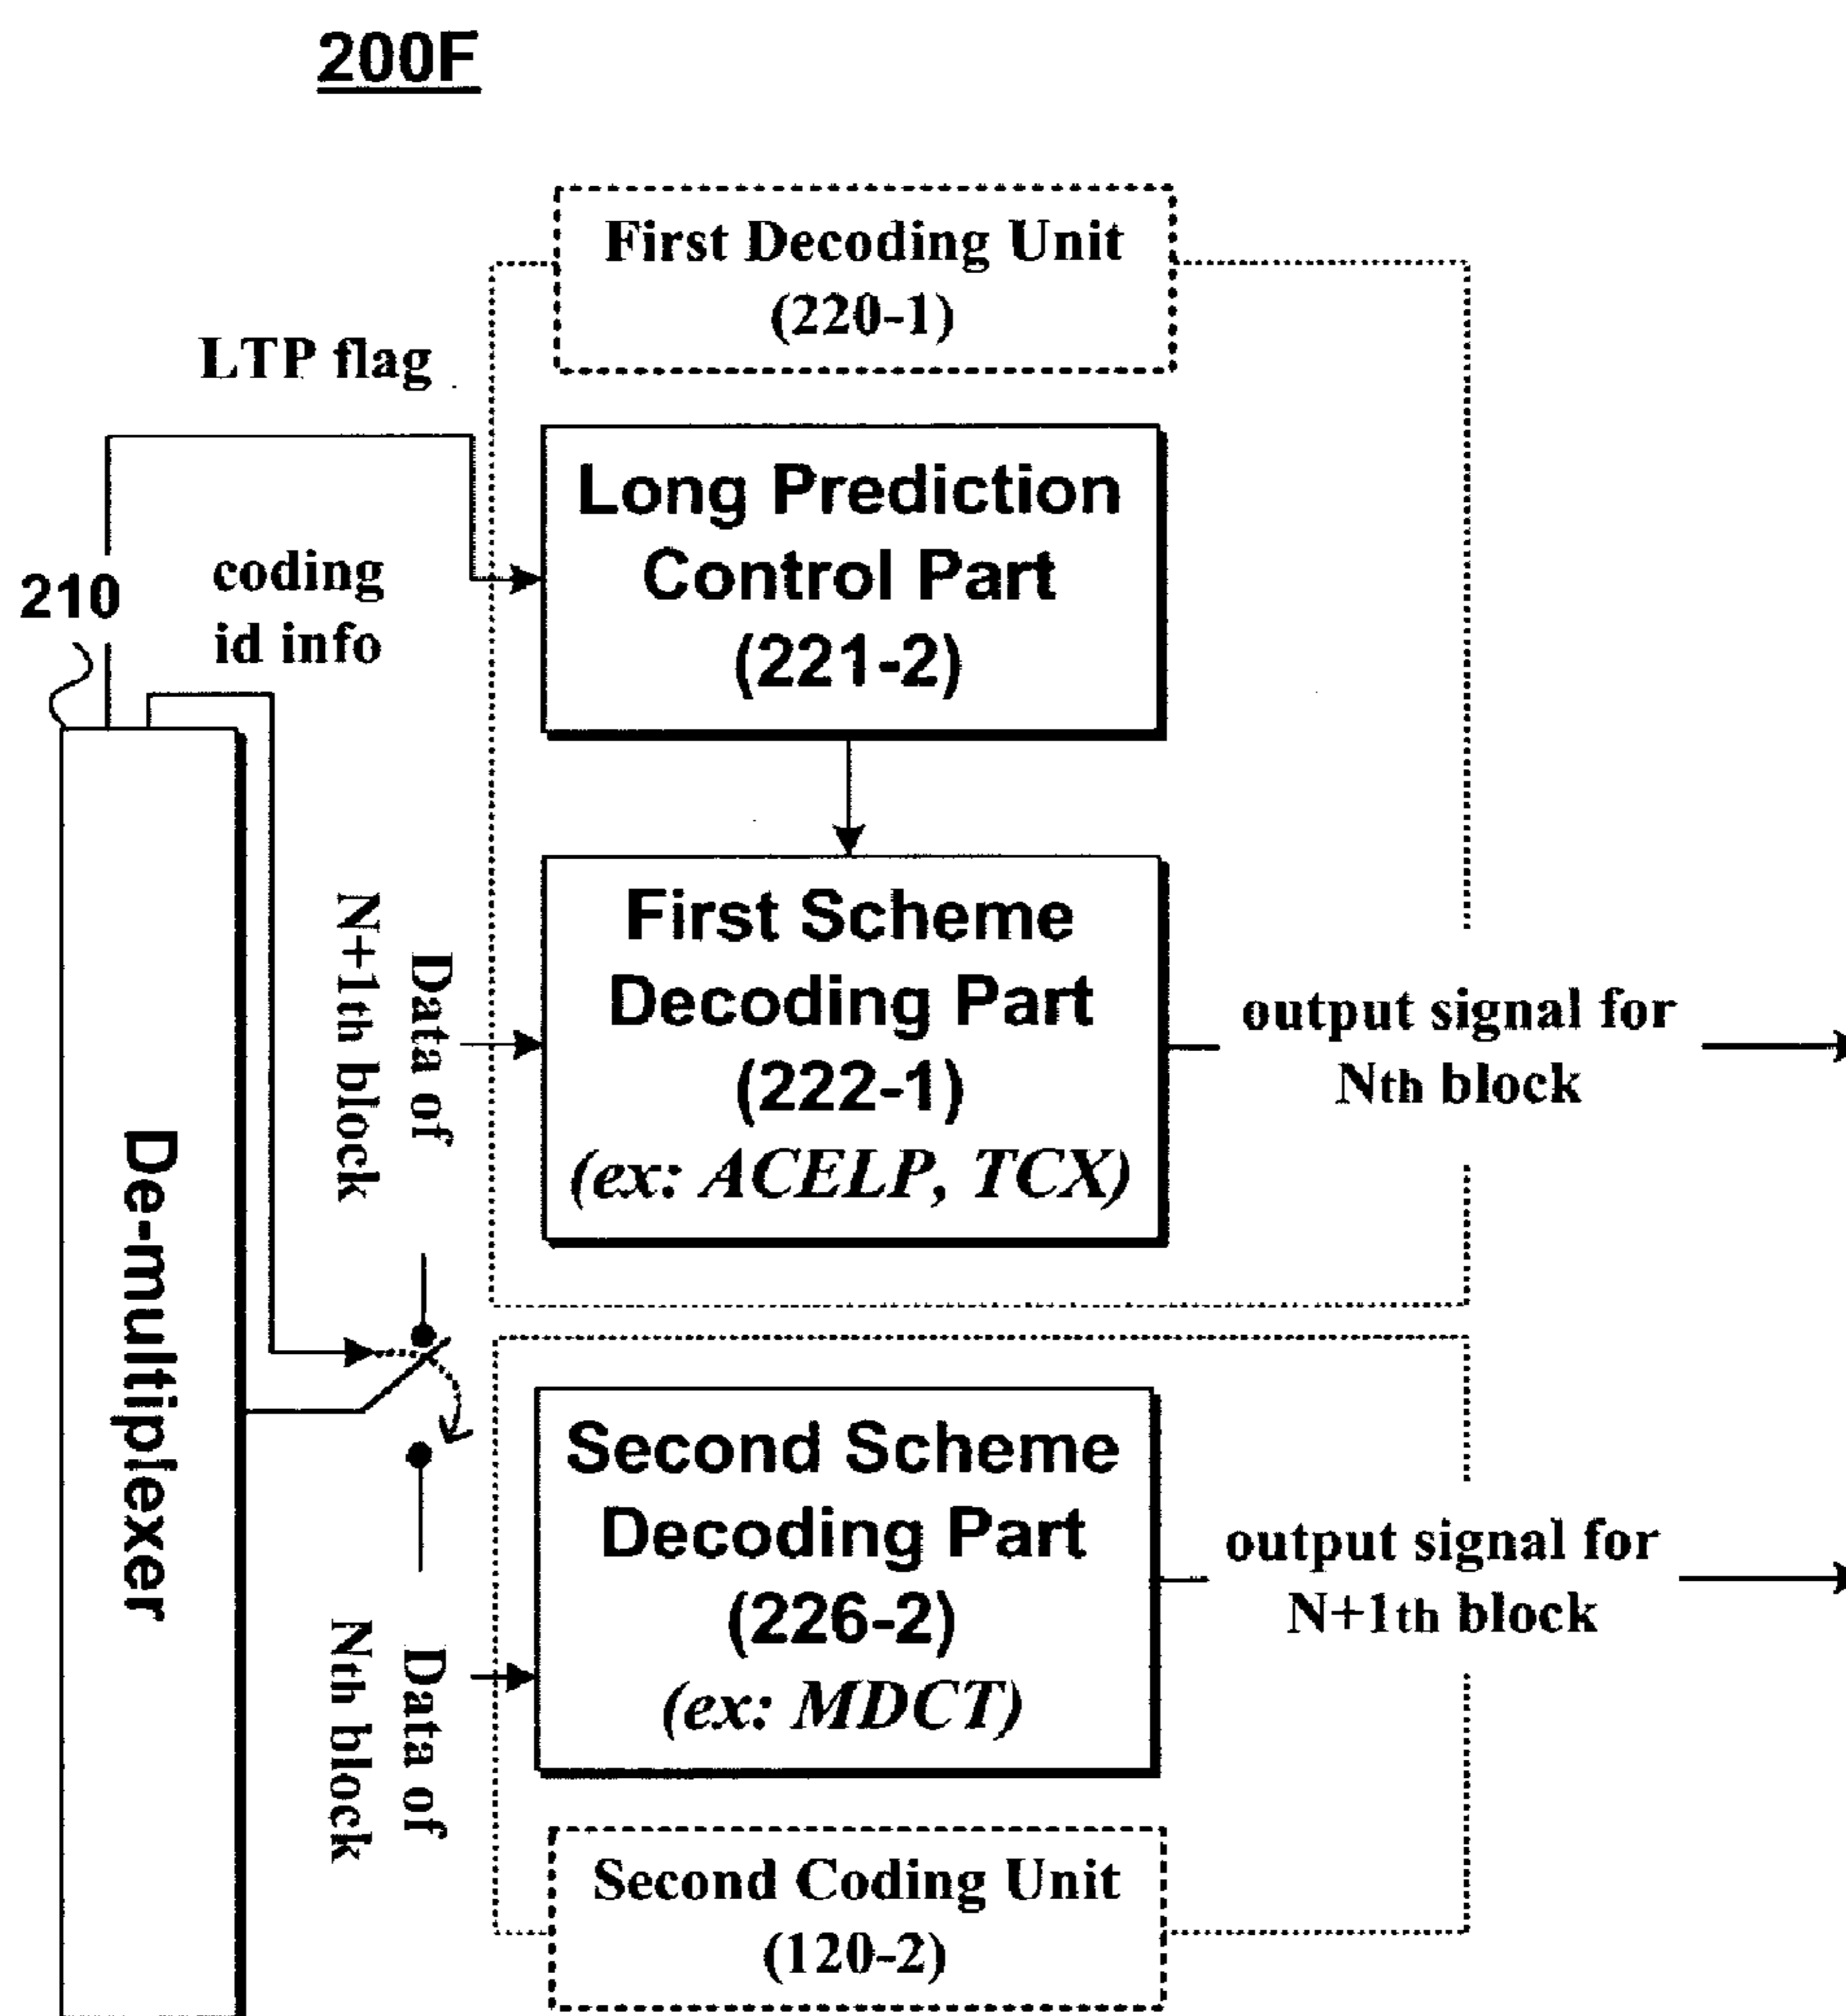 200F
First Decoding Unit
(220-1)
LTP flag
Long Prediction
Control Part
(221-2)
210
coding
id info
First Scheme
Decoding Part
(222-1)
(ex: ACELP, TCX)
Data of
N+1th block
output signal for
Nth block
De-multiplexer
Second Scheme
Decoding Part
(226-2)
(ex: MDCT)
Data of
Nth block
output signal for
N+1th block
Second Coding Unit
(120-2)